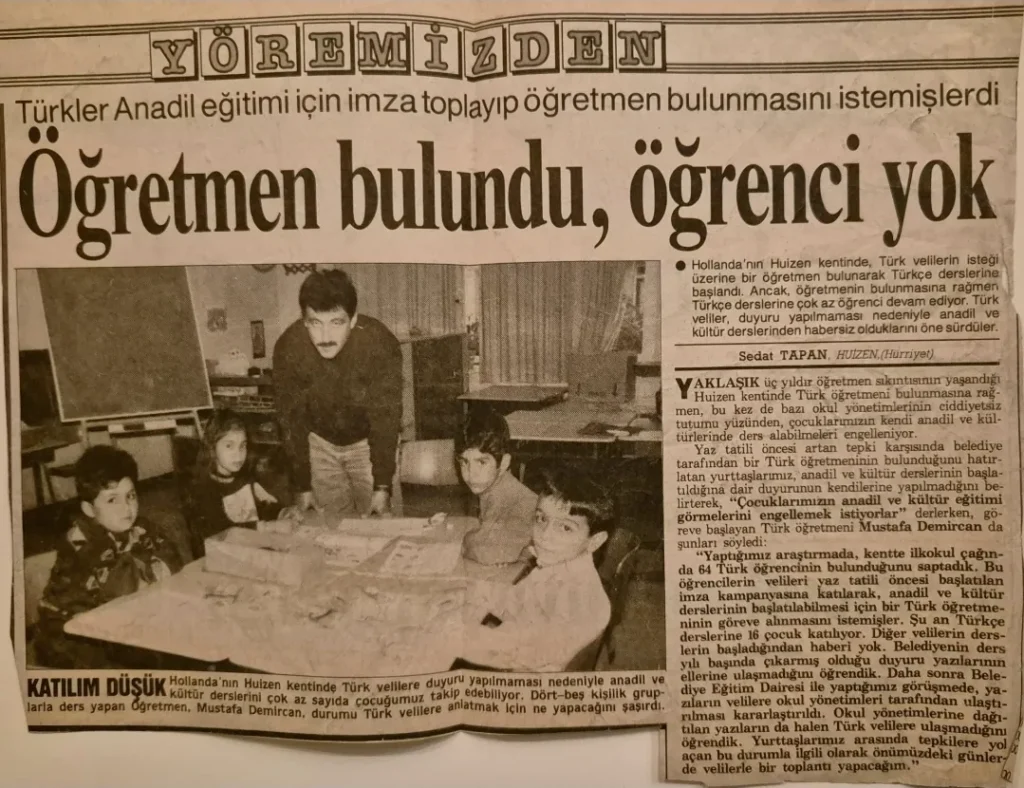 YÖREMİZDEN
Türkler Anadil eğitimi için imza toplayıp öğretmen bulunmasını istemişlerdi
Öğretmen bulundu, öğrenci yok
● Hollanda'nın Huizen kentinde, Türk velilerin isteği
üzerine bir öğretmen bulunarak Türkçe derslerine
başlandı. Ancak, öğretmenin bulunmasına rağmen
Türkçe derslerine çok az öğrenci devam ediyor. Türk
veliler, duyuru yapılmaması nedeniyle anadil ve
kültür derslerinden habersiz olduklarını öne sürdüler.
Sedat TAPAN, HUİZEN,(Hürriyet)
YAKLAŞIK üç yıldır öğretmen sıkıntısının yaşandığı
Huizen kentinde Türk öğretmeni bulunmasına rağ-
men, bu kez de bazı okul yönetimlerinin ciddiyetsiz
tutumu yüzünden, çocuklarımızın kendi anadil ve kül-
türlerinde ders alabilmeleri engelleniyor.
Yaz tatili öncesi artan tepki karşısında belediye
tarafından bir Türk öğretmeninin bulunduğunu hatır-
latan yurttaşlarımız, anadil ve kültür derslerinin başla-
tıldığına dair duyurunun kendilerine yapılmadığını be-
lirterek, “Çocuklarımızın anadil ve kültür eğitimi
görmelerini engellemek istiyorlar” derlerken, gö-
reve başlayan Türk öğretmeni Mustafa Demircan da
şunları söyledi:
“Yaptığımız araştırmada, kentte ilkokul çağın-
da 64 Türk öğrencinin bulunduğunu saptadık. Bu
öğrencilerin velileri yaz tatili öncesi başlatılan
imza kampanyasına katılarak, anadil ve kültür
derslerinin başlatılabilmesi için bir Türk öğretme-
ninin göreve alınmasını istemişler. Şu an Türkçe
derslerine 16 çocuk katılıyor. Diğer velilerin ders-
lerin başladığından haberi yok. Belediyenin ders
yılı başında çıkarmış olduğu duyuru yazılarının
ellerine ulaşmadığını öğrendik. Daha sonra Bele-
diye Eğitim Dairesi ile yaptığımız görüşmede, ya-
zıların velilere okul yönetimleri tarafından ulaştı-
rılması kararlaştırıldı. Okul yönetimlerine dağı-
tılan yazıların da halen Türk velilere ulaşmadığını
öğrendik. Yurttaşlarımız arasında tepkilere yol
açan bu durumla ilgili olarak önümüzdeki günler-
de velilerle bir toplantı yapacağım.”
KATILIM DÜŞÜK Hollanda'nın Huizen kentinde Türk velilere duyuru yapılmaması nedeniyle anadil ve
kültür derslerini çok az sayıda çocuğumuz takip edebiliyor. Dört-beş kişilik grup-
larla ders yapan Öğretmen, Mustafa Demircan, durumu Türk velilere anlatmak için ne yapacağını şaşırdı.